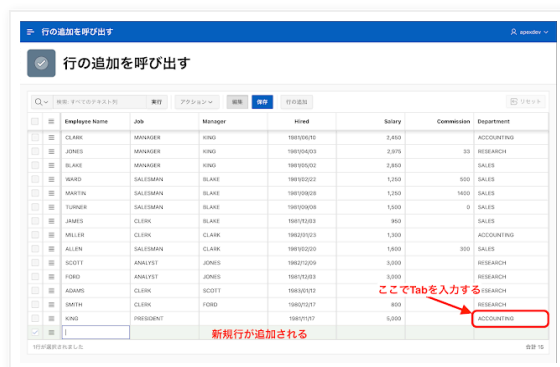 行の追加を呼び出す
apexdev
行の追加を呼び出す
検索: すべてのテキスト列 実行 アクション 編集 保存 行の追加 リセット
Employee Name Job Manager Hired Salary Commission Department
CLARK MANAGER KING 1981/06/10 2,450 ACCOUNTING
JONES MANAGER KING 1981/04/03 2,975 33 RESEARCH
BLAKE MANAGER KING 1981/05/02 2,850 SALES
WARD SALESMAN BLAKE 1981/02/22 1,250 500 SALES
MARTIN SALESMAN BLAKE 1981/09/28 1,250 1400 SALES
TURNER SALESMAN BLAKE 1981/09/08 1,500 0 SALES
JAMES CLERK BLAKE 1981/12/03 950 SALES
MILLER CLERK CLARK 1982/01/23 1,300 ACCOUNTING
ALLEN SALESMAN CLARK 1981/02/20 1,600 300 SALES
SCOTT ANALYST JONES 1982/12/09 3,000 RESEARCH
FORD ANALYST JONES 1981/12/03 3,000 RESEARCH
ADAMS CLERK SCOTT 1983/01/12 RESEARCH
SMITH CLERK FORD 1980/12/17 800 RESEARCH
KING PRESIDENT 1981/11/17 5,000 ACCOUNTING
ここでTabを入力する
新規行が追加される
1行が選択されました 合計 15